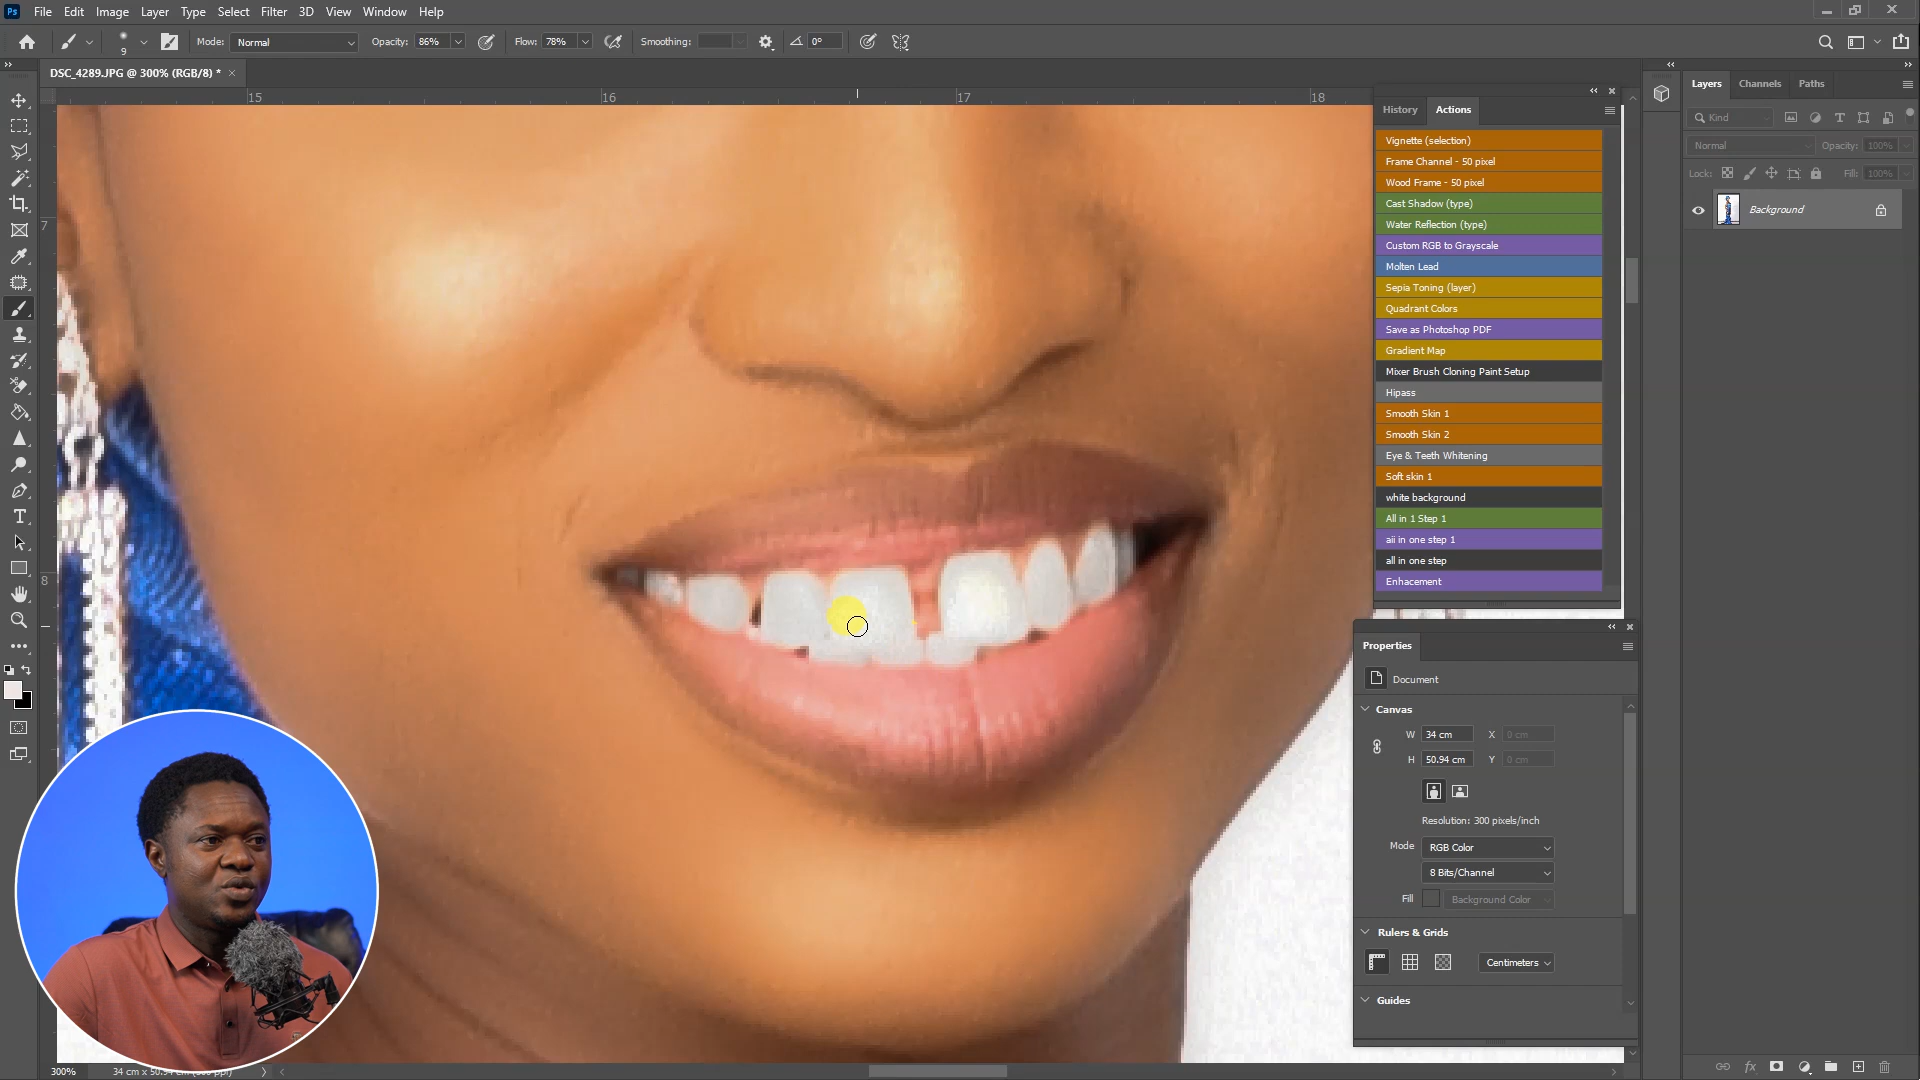 Ps File Edit Image Layer Type Select Filter 3D View Window Help
9 Mode: Normal Opacity: 86% Flow: 78% Smoothing: 0°
DSC_4289.JPG @ 300% (RGB/8) * ×
15 16 17 18
7
8
History Actions
Vignette (selection)
Frame Channel - 50 pixel
Wood Frame - 50 pixel
Cast Shadow (type)
Water Reflection (type)
Custom RGB to Grayscale
Molten Lead
Sepia Toning (layer)
Quadrant Colors
Save as Photoshop PDF
Gradient Map
Mixer Brush Cloning Paint Setup
Hipass
Smooth Skin 1
Smooth Skin 2
Eye & Teeth Whitening
Soft skin 1
white background
All in 1 Step 1
aii in one step 1
all in one step
Enhacement
Properties
Document
Canvas
W 34 cm X 0 cm
H 50.94 cm Y 0 cm
Resolution: 300 pixels/inch
Mode RGB Color
8 Bits/Channel
Fill Background Color
Rulers & Grids
Centimeters
Guides
Layers Channels Paths
Kind
Normal Opacity: 100%
Lock: Fill: 100%
Background
300% 34 cm x 50.94 cm (300 ppi)